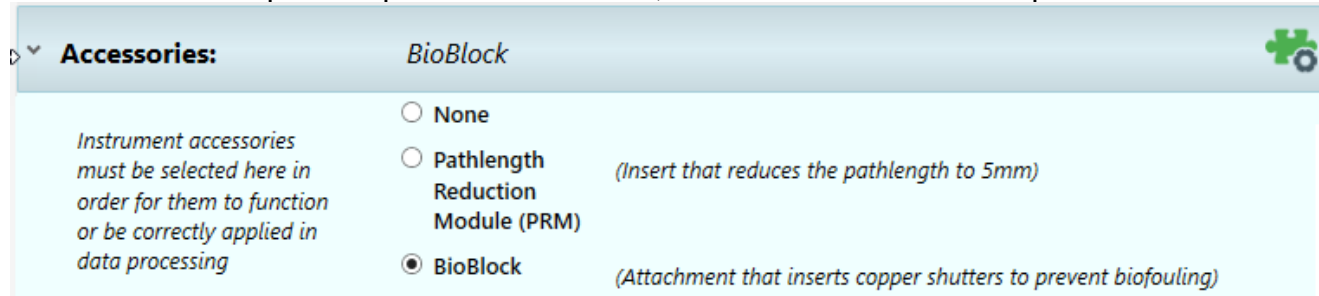 Accessories: BioBlock
None
Instrument accessories
must be selected here in
order for them to function
or be correctly applied in
data processing
Pathlength
Reduction
Module (PRM)
(Insert that reduces the pathlength to 5mm)
BioBlock
(Attachment that inserts copper shutters to prevent biofouling)